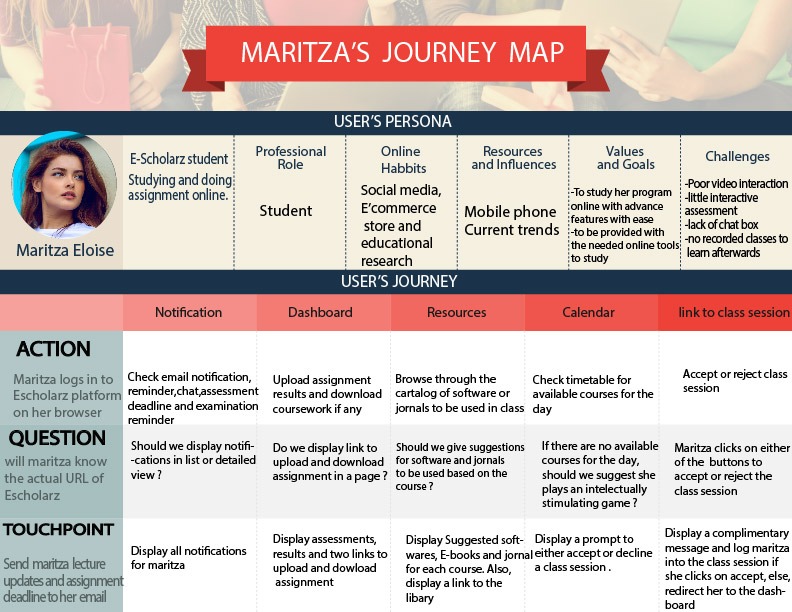 MARITZA'S JOURNEY MAP
USER'S PERSONA
Maritza Eloise
E-Scholarz student
Studying and doing
assignment online.
Professional
Role
Student
Online
Habbits
Social media,
E'commerce
store and
educational
research
Resources
and Influences
Mobile phone
Current trends
Values
and Goals
-To study her program
online with advance
features with ease
-to be provided with
the needed online tools
to study
Challenges
-Poor video interaction
-little interactive
assessment
-lack of chat box
-no recorded classes to
learn afterwards
USER'S JOURNEY
Notification
Dashboard
Resources
Calendar
link to class session
ACTION
Maritza logs in to
Escholarz platform
on her browser
Check email notification,
reminder,chat,assessment
deadline and examination
reminder
Upload assignment
results and download
coursework if any
Browse through the
cartalog of software or
jornals to be used in class
Check timetable for
available courses for the
day
Accept or reject class
session
QUESTION
will maritza know
the actual URL of
Escholarz
Should we display notifi-
-cations in list or detailed
view ?
Do we display link to
upload and download
assignment in a page ?
Should we give suggestions
for software and jornals
to be used based on the
course ?
If there are no available
courses for the day,
should we suggest she
plays an intelectually
stimulating game ?
Maritza clicks on either
of the buttons to
accept or reject the
class session
TOUCHPOINT
Send maritza lecture
updates and assignment
deadline to her email
Display all notifications
for maritza
Display assessments,
results and two links to
upload and dowload
assignment
Display Suggested soft-
wares, E-books and jornal
for each course. Also,
display a link to the
libary
Display a prompt to
either accept or decline
a class session .
Display a complimentary
message and log maritza
into the class session if
she clicks on accept, else,
redirect her to the dash-
board